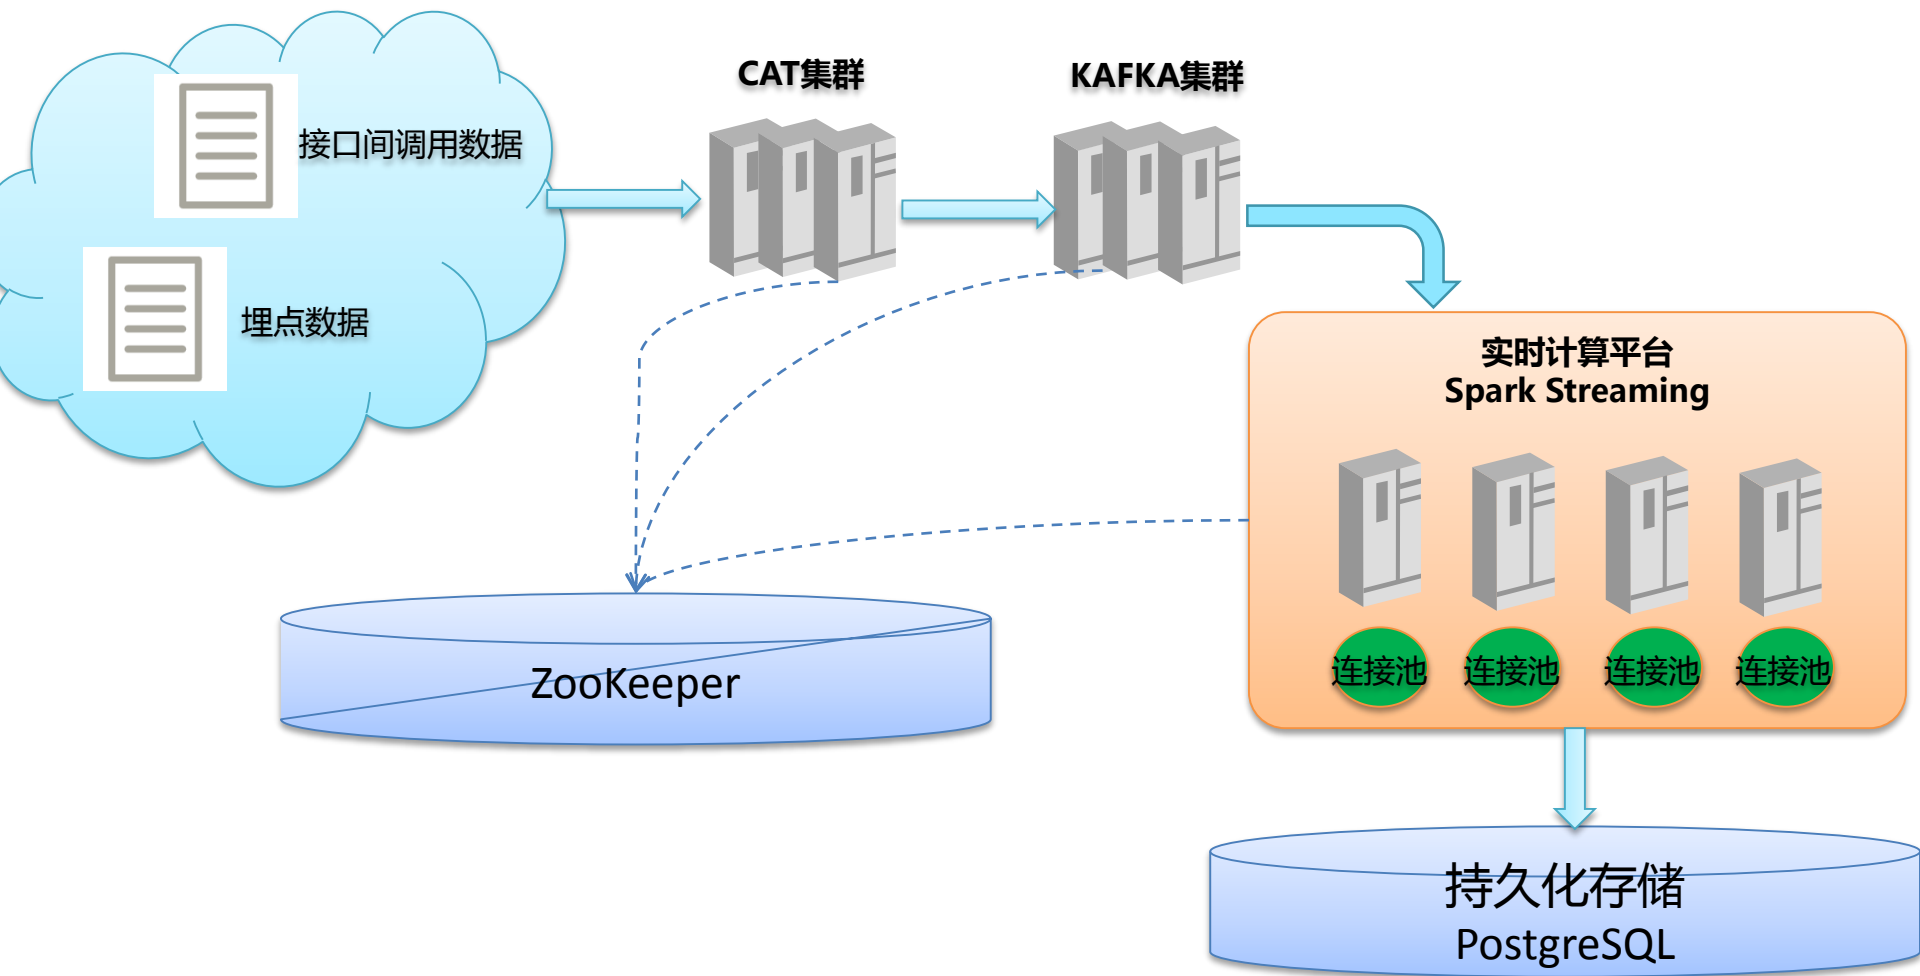 CAT集群
KAFKA集群
接口间调用数据
埋点数据
实时计算平台
Spark Streaming
连接池
连接池
连接池
连接池
ZooKeeper
持久化存储
PostgreSQL